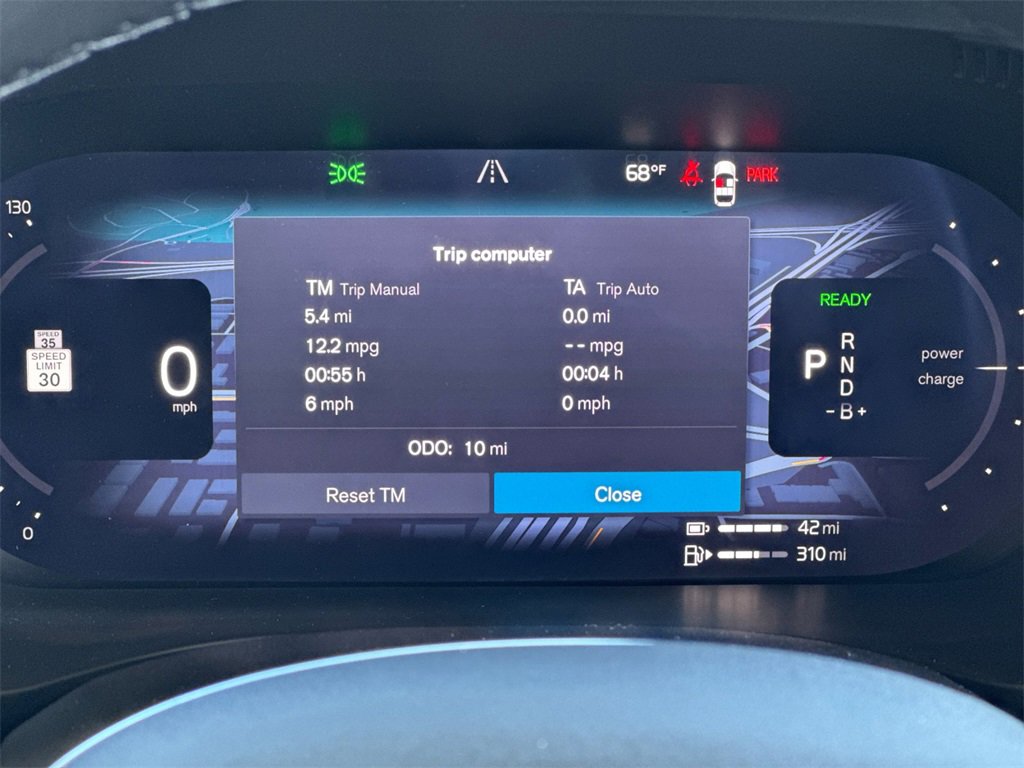 68°F PARK
130
Trip computer
TM Trip Manual
5.4 mi
12.2 mpg
00:55 h
6 mph
TA Trip Auto
0.0 mi
-- mpg
00:04 h
0 mph
ODO: 10 mi
Reset TM
Close
SPEED
35
SPEED
LIMIT
30
0
mph
0
READY
P
R
N
D
-B+
power
charge
42 mi
310 mi